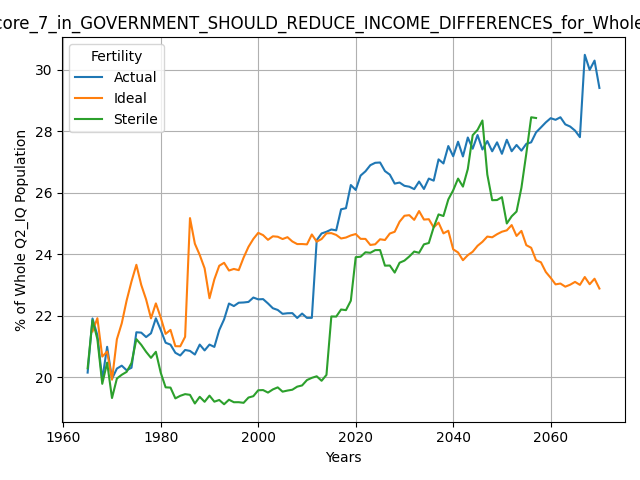 core_7_in_GOVERNMENT_SHOULD_REDUCE_INCOME_DIFFERENCES_for_Whole
Fertility
Actual
Ideal
Sterile
% of Whole Q2_IQ Population
30
28
26
24
22
20
1960
1980
2000
2020
2040
2060
Years